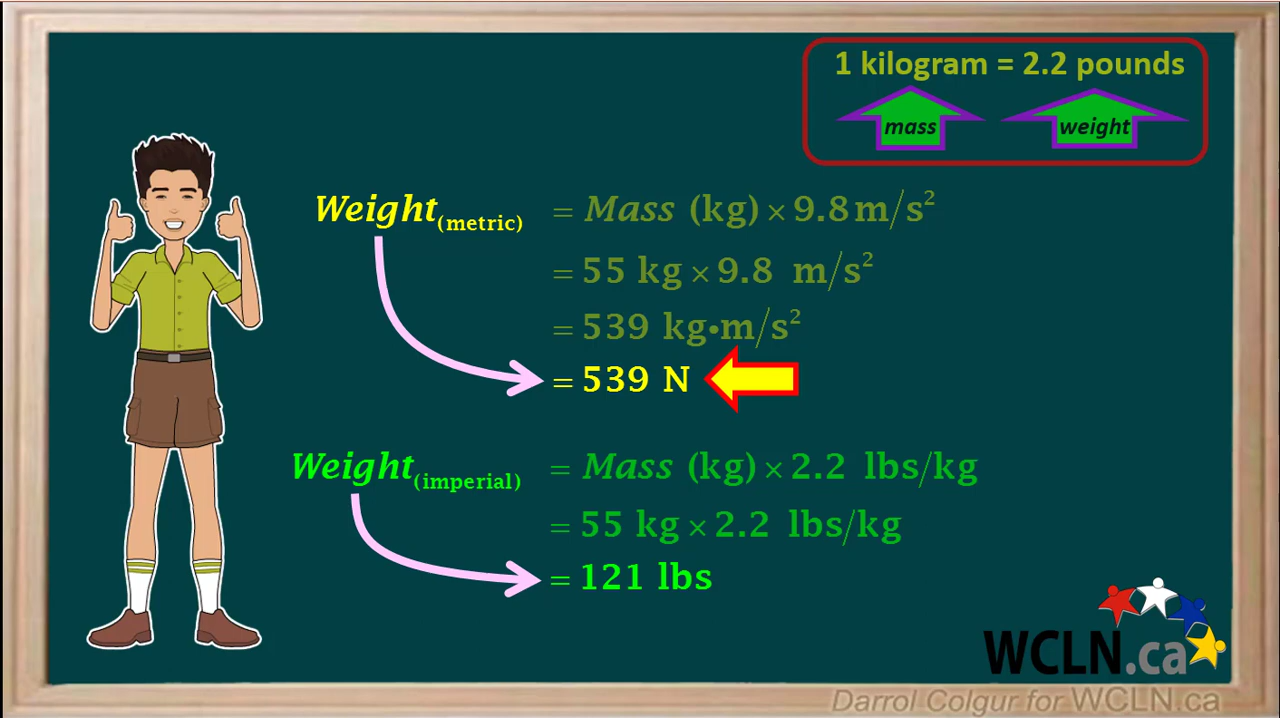 1 kilogram = 2.2 pounds
mass weight
Weight(metric) = Mass (kg) × 9.8 m/s²
= 55 kg × 9.8 m/s²
= 539 kg•m/s²
= 539 N
Weight(imperial) = Mass (kg) × 2.2 lbs/kg
= 55 kg × 2.2 lbs/kg
= 121 lbs
WCLN.ca
Darrol Colgur for WCLN.ca